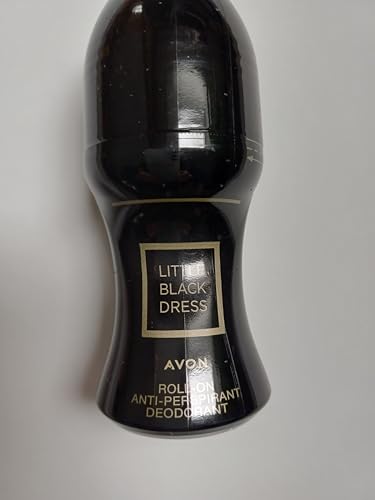 LITTLE
BLACK
DRESS
AVON
ROLL-ON
ANTI-PERSPIRANT
DEODORANT